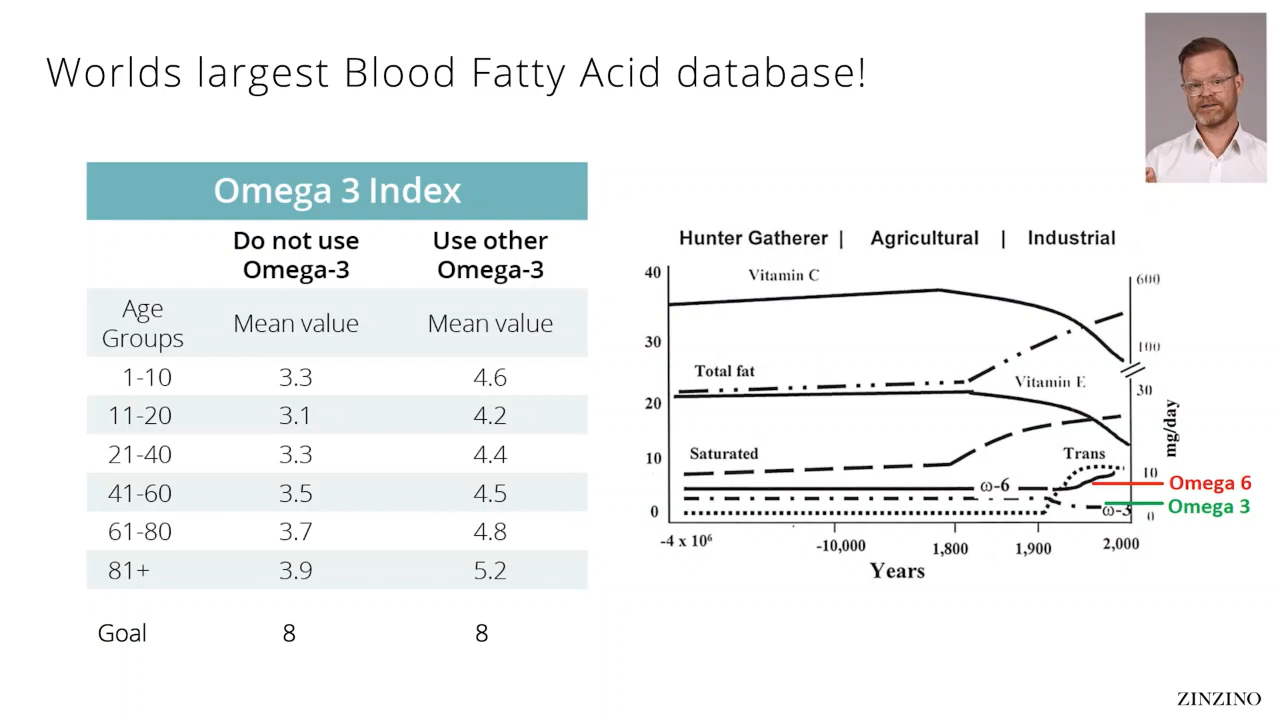 Worlds largest Blood Fatty Acid database!
Omega 3 Index
Do not use Omega-3
Use other Omega-3
Age Groups
Mean value
Mean value
1-10 3.3 4.6
11-20 3.1 4.2
21-40 3.3 4.4
41-60 3.5 4.5
61-80 3.7 4.8
81+ 3.9 5.2
Goal 8 8
Hunter Gatherer | Agricultural | Industrial
40
30
20
10
0
Vitamin C
Total fat
Vitamin E
Saturated
Trans
ω-6
ω-3
600
100
30
10
0
mg/day
Omega 6
Omega 3
-4 x 10⁶ -10,000 1,800 1,900 2,000
Years
ZINZINO